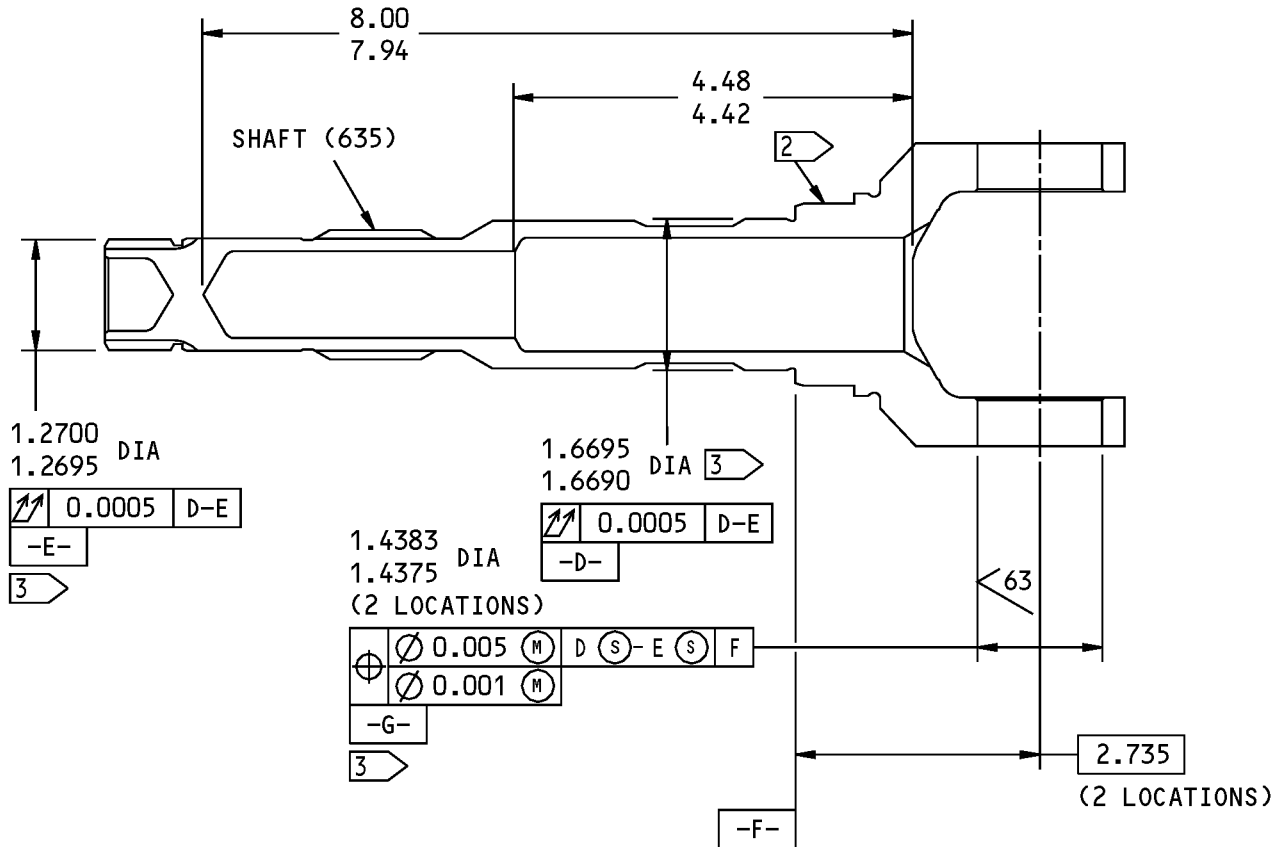 8.00
7.94
4.48
4.42
SHAFT (635)
2
1.2700
1.2695 DIA
0.0005 D-E
-E-
3
1.6695
1.6690 DIA 3
0.0005 D-E
-D-
1.4383
1.4375 DIA
(2 LOCATIONS)
⌀ 0.005 Ⓜ D Ⓢ-E Ⓢ F
⌀ 0.001 Ⓜ
-G-
3
63
2.735
(2 LOCATIONS)
-F-